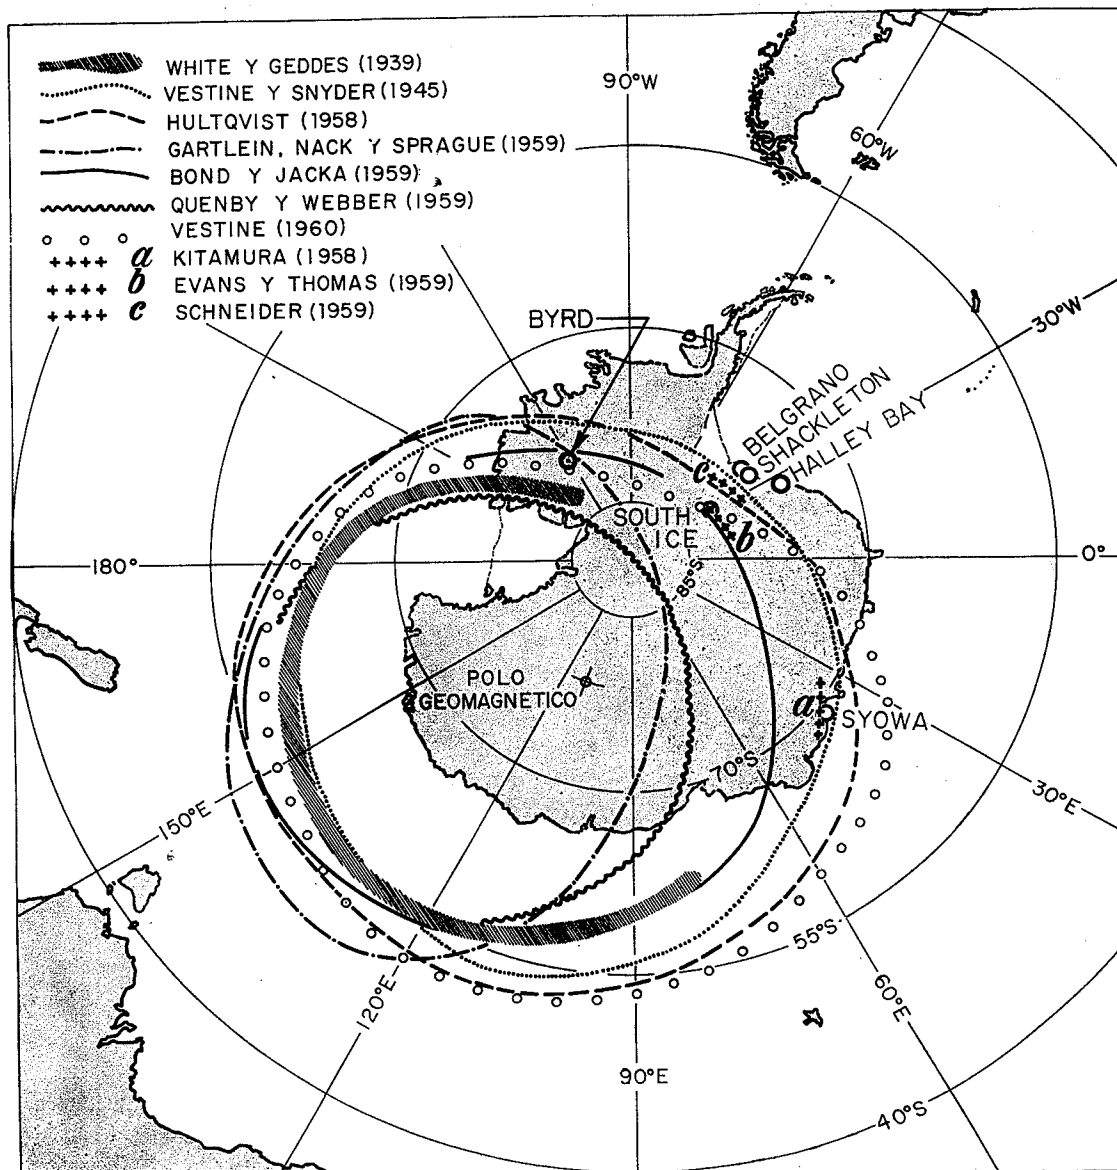 WHITE Y GEDDES (1939)
VESTINE Y SNYDER (1945)
HULTQVIST (1958)
GARTLEIN, NACK Y SPRAGUE (1959)
BOND Y JACKA (1959)
QUENBY Y WEBBER (1959)
VESTINE (1960)
a KITAMURA (1958)
b EVANS Y THOMAS (1959)
c SCHNEIDER (1959)
90°W
60°W
30°W
BYRD
BELGRANO
SHACKLETON
HALLEY BAY
c
SOUTH
ICE
b
85°S
180°
0°
POLO
GEOMAGNETICO
a
SYOWA
70°S
150°E
30°E
55°S
120°E
60°E
90°E
40°S